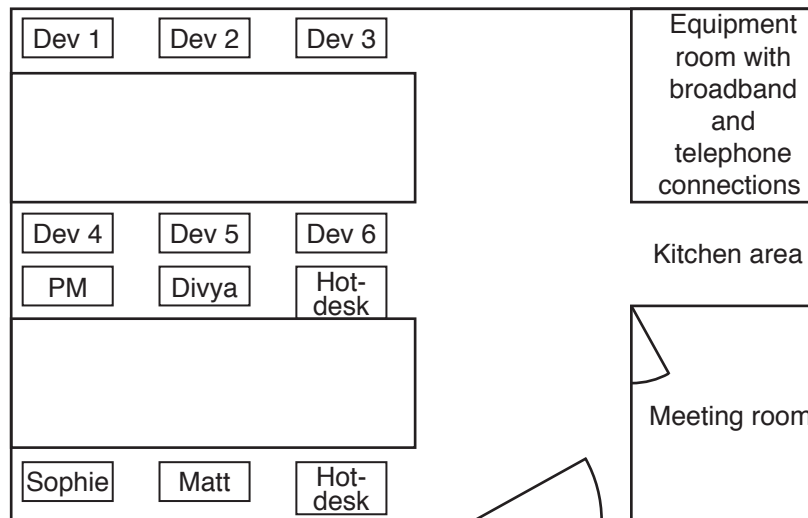 Dev 1
Dev 2
Dev 3
Equipment
room with
broadband
and
telephone
connections
Dev 4
Dev 5
Dev 6
Kitchen area
PM
Divya
Hot-
desk
Meeting room
Sophie
Matt
Hot-
desk